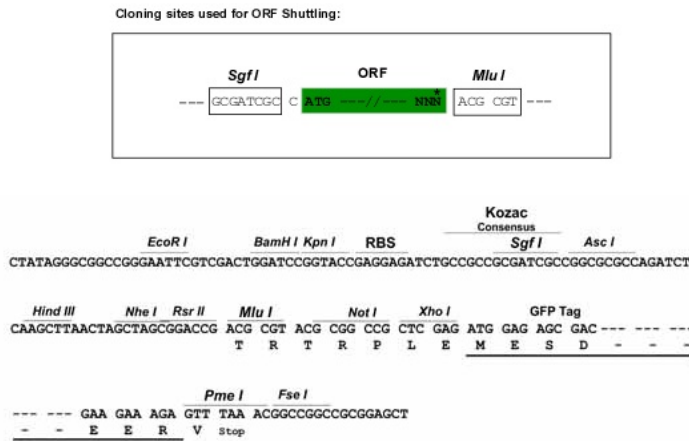 Cloning sites used for ORF Shuttling:
Sgf I ORF Mlu I
--- GCGATCGC C ATG ---//--- NNN* ACG CGT ---
Kozac
Consensus
EcoR I BamH I Kpn I RBS Sgf I Asc I
CTATAGGGCGGCCGGGAATTCGTCGACTGGATCCGGTACCGAGGAGATCTGCCGCCGCGATCGCCGGCGCGCCAGATCT
Hind III Nhe I Rsr II Mlu I Not I Xho I GFP Tag
CAAGCTTAACTAGCTAGCGGACCG ACG CGT ACG CGG CCG CTC GAG ATG GAG AGC GAC --- --- ---
T R T R P L E M E S D - - -
Pme I Fse I
--- --- GAA GAA AGA GTT TAA ACGGCCGGCCGCGGAGCT
- - E E R V Stop